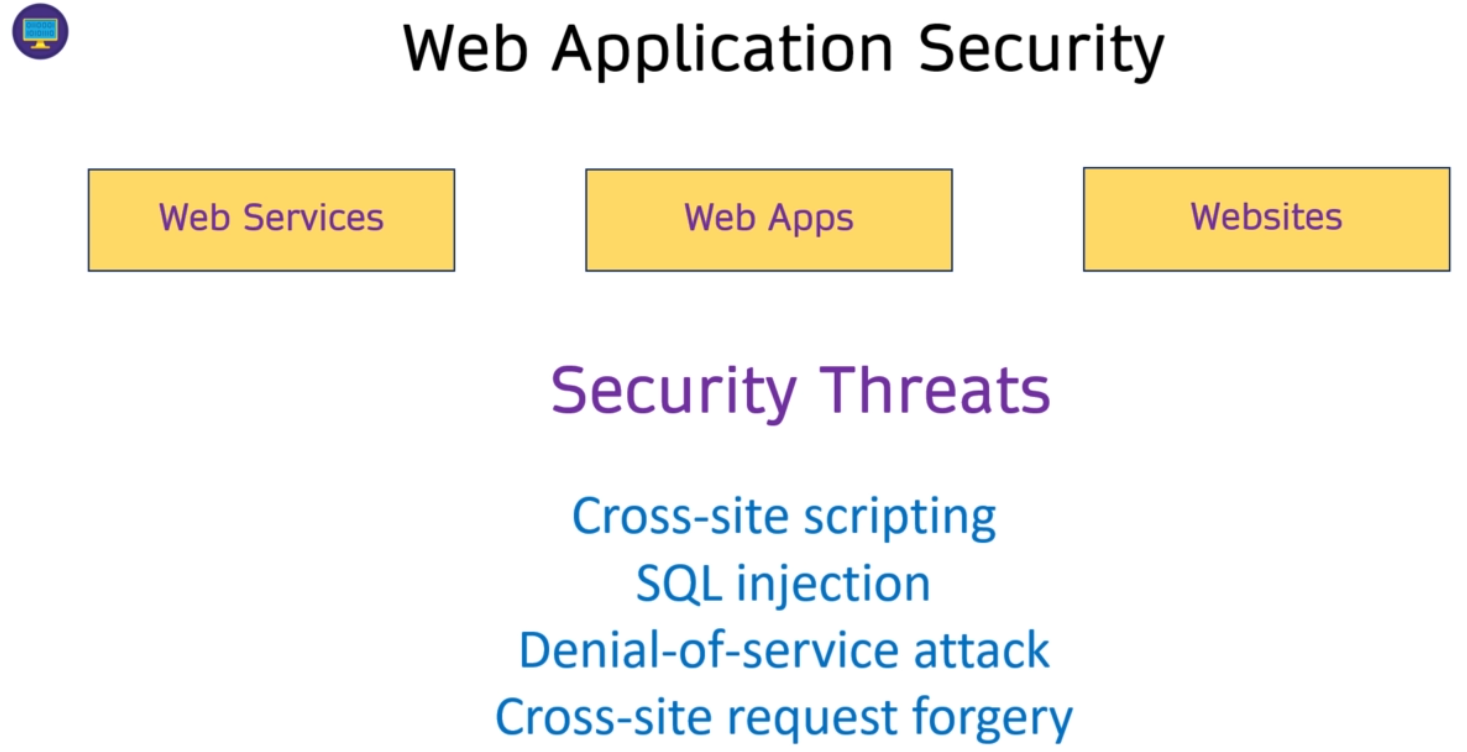 Web Application Security
Web Services
Web Apps
Websites
Security Threats
Cross-site scripting
SQL injection
Denial-of-service attack
Cross-site request forgery